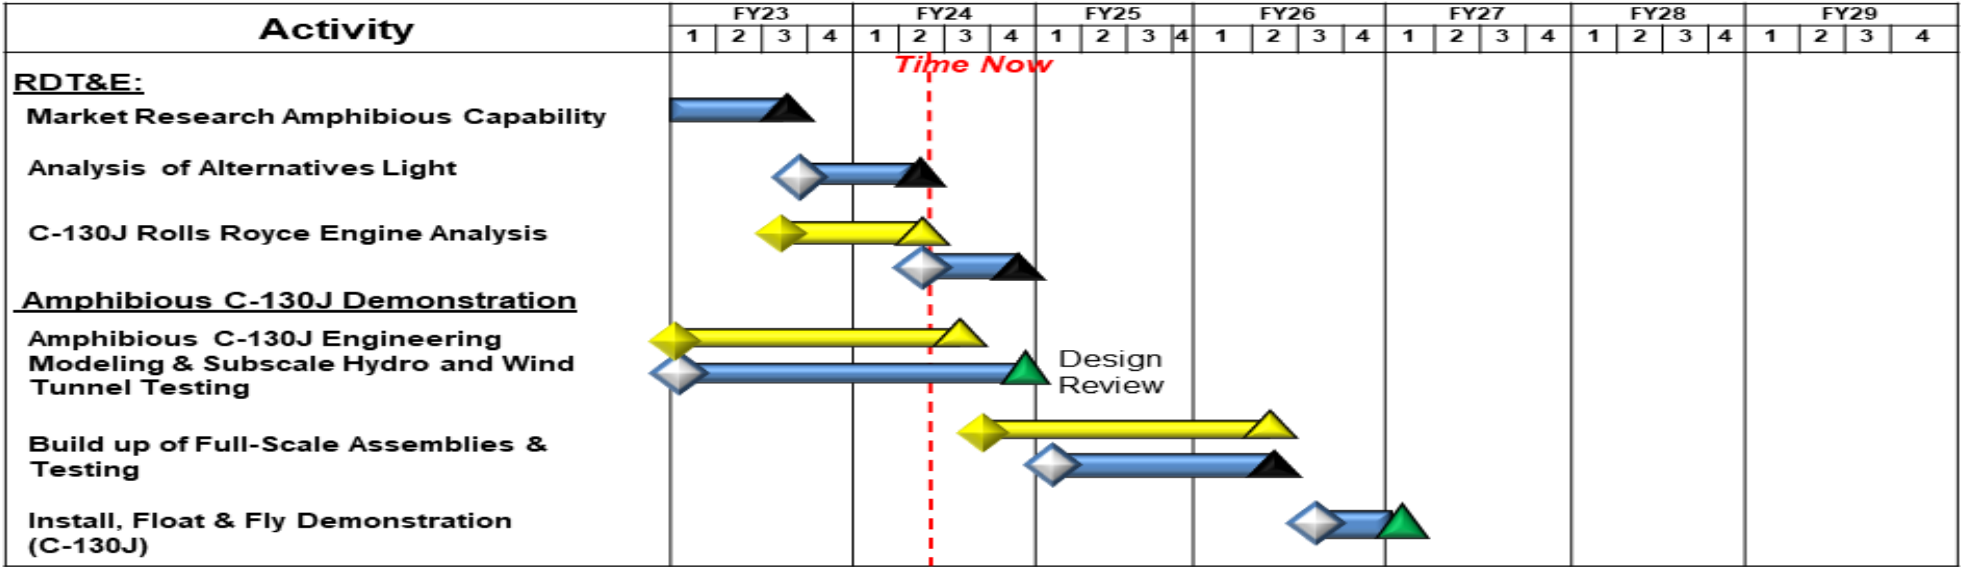 Activity
FY23 FY24 FY25 FY26 FY27 FY28 FY29
1 2 3 4 1 2 3 4 1 2 3 4 1 2 3 4 1 2 3 4 1 2 3 4 1 2 3 4
Time Now
RDT&E:
Market Research Amphibious Capability
Analysis of Alternatives Light
C-130J Rolls Royce Engine Analysis
Amphibious C-130J Demonstration
Amphibious C-130J Engineering
Modeling & Subscale Hydro and Wind
Tunnel Testing
Design
Review
Build up of Full-Scale Assemblies &
Testing
Install, Float & Fly Demonstration
(C-130J)